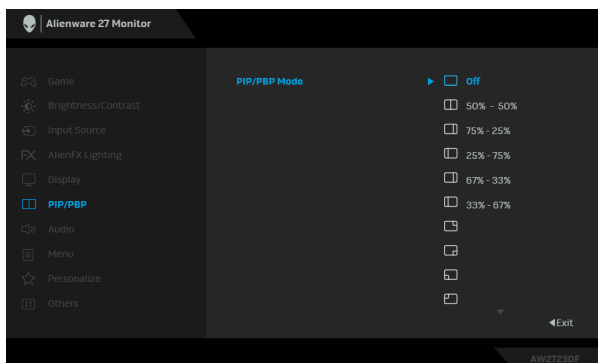 Alienware 27 Monitor
Game
Brightness/Contrast
Input Source
AlienFX Lighting
Display
PIP/PBP
Audio
Menu
Personalize
Others
PIP/PBP Mode
Off
50% - 50%
75% - 25%
25% - 75%
67% - 33%
33% - 67%
Exit
AW2723DF